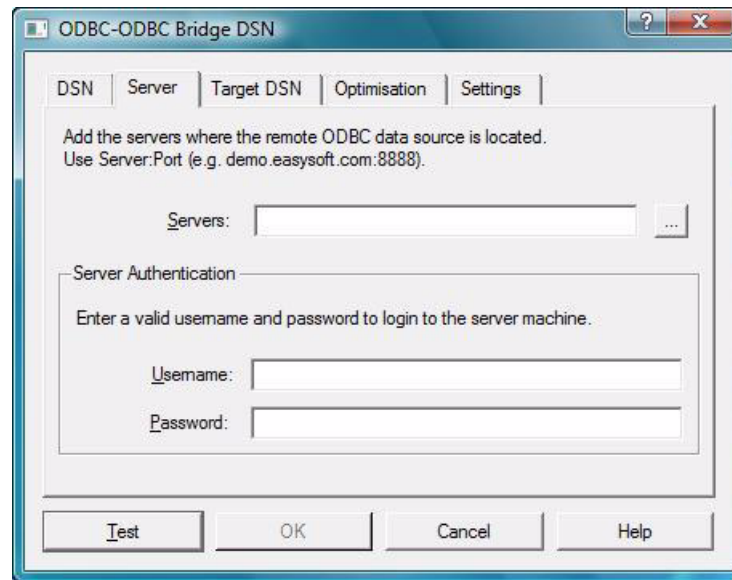 ODBC-ODBC Bridge DSN
DSN Server Target DSN Optimisation Settings
Add the servers where the remote ODBC data source is located.
Use Server:Port (e.g. demo.easysoft.com:8888).
Servers: ...
Server Authentication
Enter a valid username and password to login to the server machine.
Username:
Password:
Test OK Cancel Help